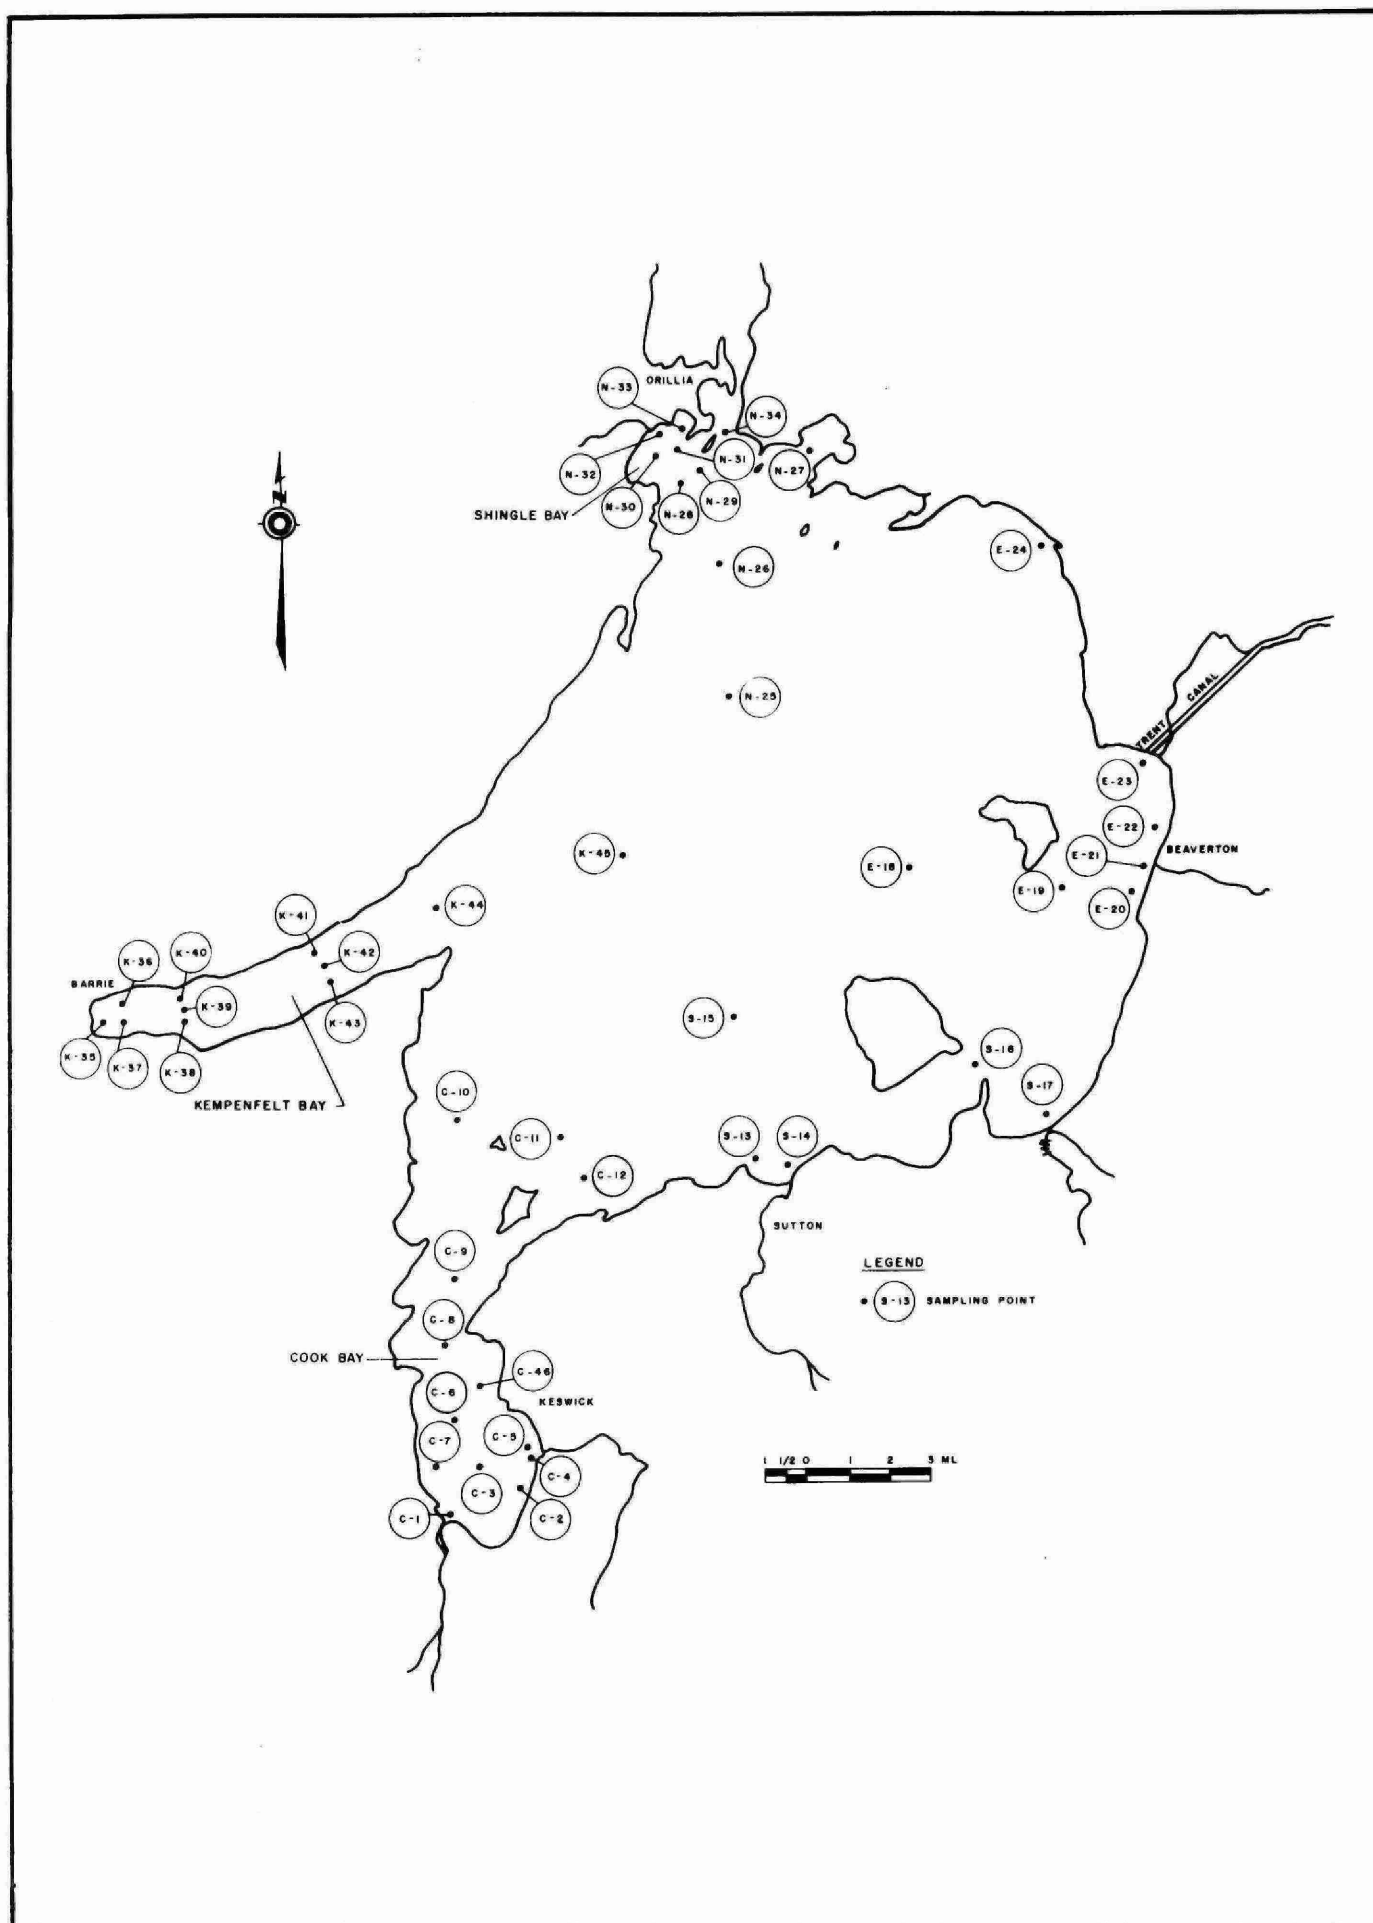 ORILLIA
N-33
N-34
N-31
N-27
N-32
N-30
N-28
N-29
SHINGLE BAY
N
E-24
N-26
N-25
TRENT CANAL
E-23
E-22
K-45
E-18
E-21
BEAVERTON
E-19
E-20
K-44
K-41
K-42
K-40
K-36
BARRIE
K-39
K-43
S-15
K-35
K-37
K-38
S-16
S-17
C-10
KEMPENFELT BAY
C-11
S-13
S-14
C-12
SUTTON
C-9
LEGEND
S-13 SAMPLING POINT
C-8
COOK BAY
C-46
C-6
KESWICK
C-5
C-7
C-4
C-3
C-2
C-1
1 1/2 0 1 2 3 ML